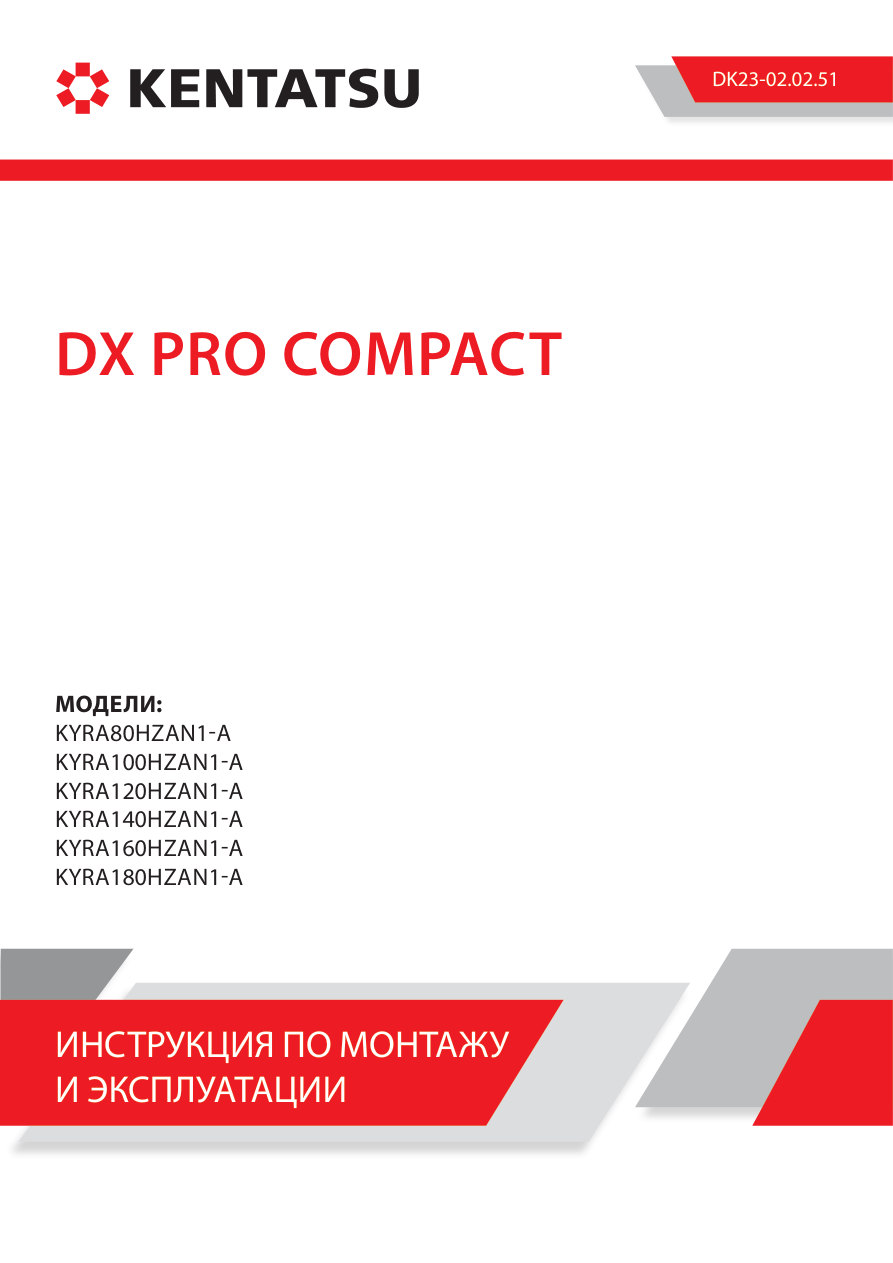 KENTATSU
DK23-02.02.51
DX PRO COMPACT
МОДЕЛИ:
KYRA80HZAN1-A
KYRA100HZAN1-A
KYRA120HZAN1-A
KYRA140HZAN1-A
KYRA160HZAN1-A
KYRA180HZAN1-A
ИНСТРУКЦИЯ ПО МОНТАЖУ
И ЭКСПЛУАТАЦИИ